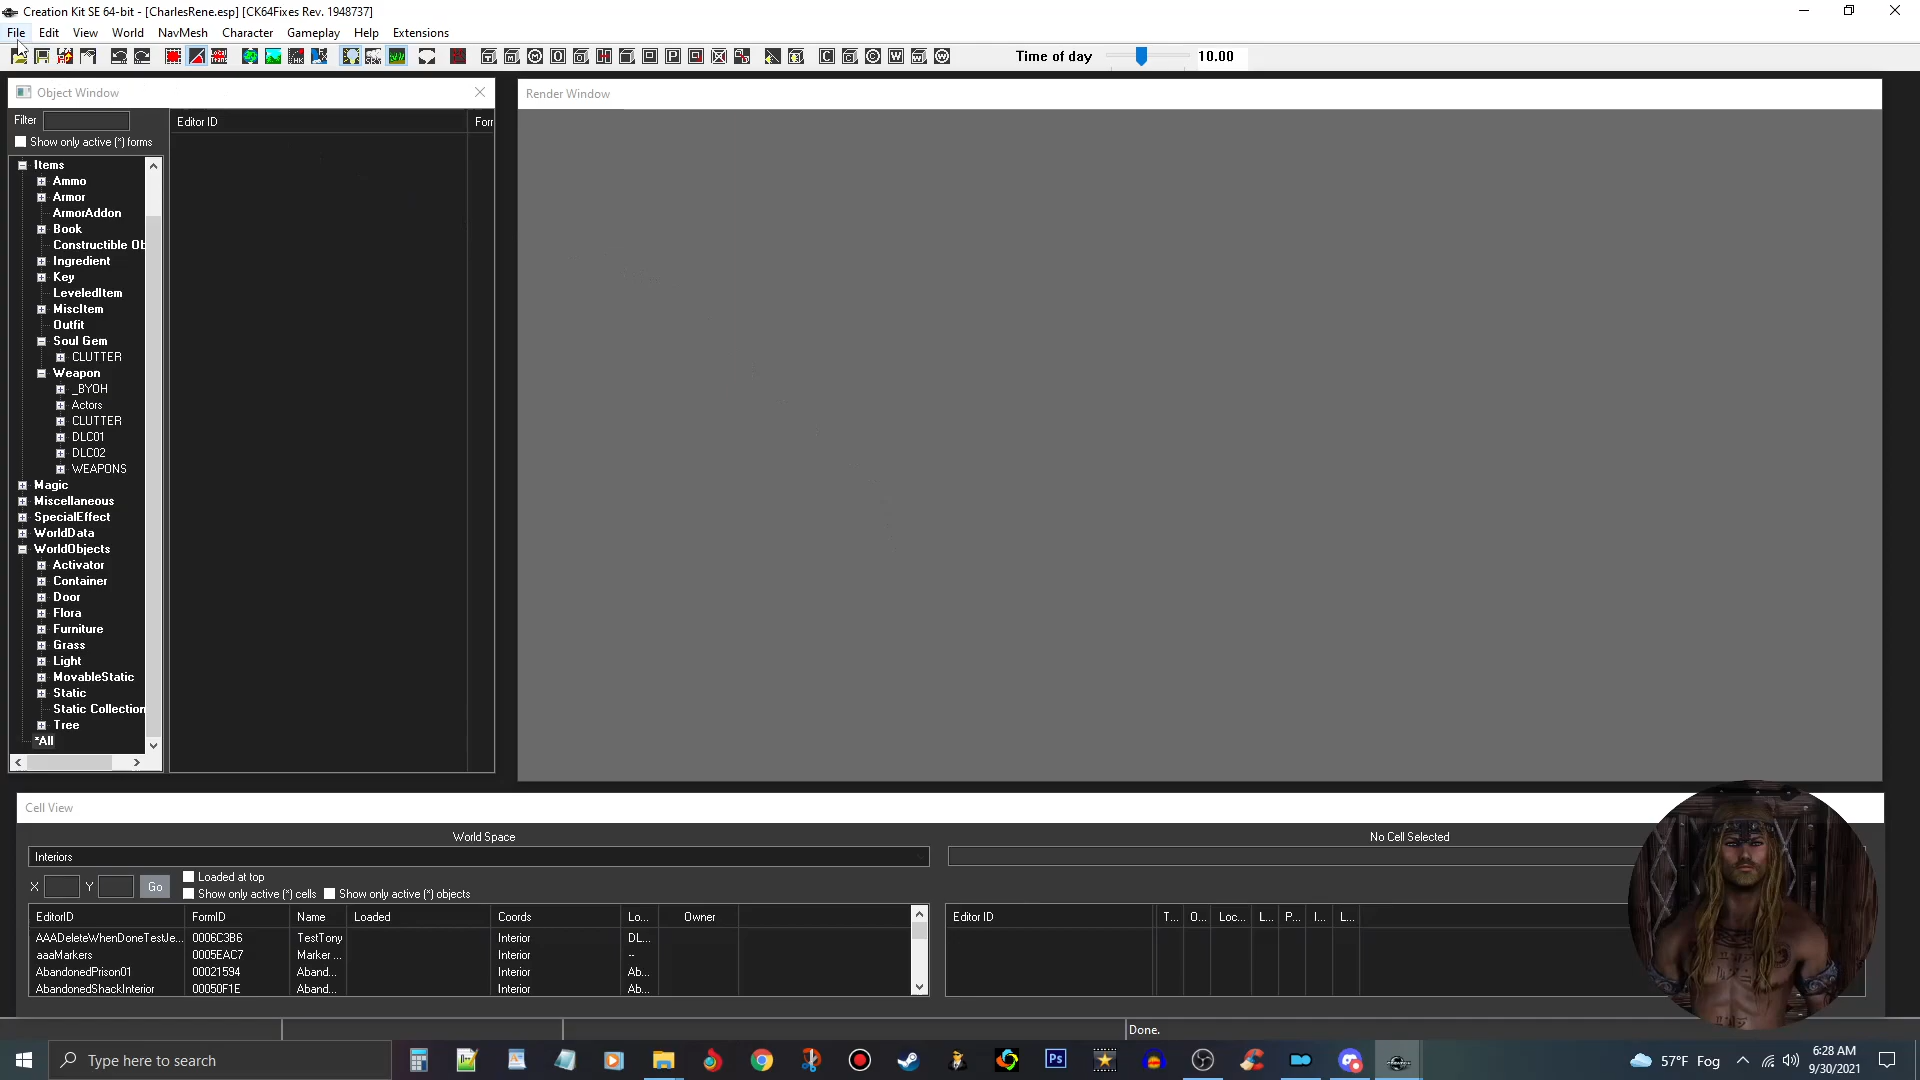 Creation Kit SE 64-bit - [CharlesRene.esp] [CK64Fixes Rev. 1948737]
File Edit View World NavMesh Character Gameplay Help Extensions
Time of day 10.00
Object Window
Filter
Show only active (*) forms
Editor ID Forr
Items
Ammo
Armor
ArmorAddon
Book
Constructible Ob
Ingredient
Key
LeveledItem
MiscItem
Outfit
Soul Gem
CLUTTER
Weapon
_BYOH
Actors
CLUTTER
DLC01
DLC02
WEAPONS
Magic
Miscellaneous
SpecialEffect
WorldData
WorldObjects
Activator
Container
Door
Flora
Furniture
Grass
Light
MovableStatic
Static
Static Collection
Tree
*All
Render Window
Cell View
World Space
Interiors
X Y Go
Loaded at top
Show only active (*) cells Show only active (*) objects
EditorID FormID Name Loaded Coords Lo... Owner
AAADeleteWhenDoneTestJe... 0006C3B6 TestTony Interior DL...
aaaMarkers 0005EAC7 Marker ... Interior --
AbandonedPrison01 00021594 Aband... Interior Ab...
AbandonedShackInterior 00050F1E Aband... Interior Ab...
No Cell Selected
Editor ID T... O... Loc... L... P... I... L...
Done.
Type here to search
57°F Fog
6:28 AM
9/30/2021